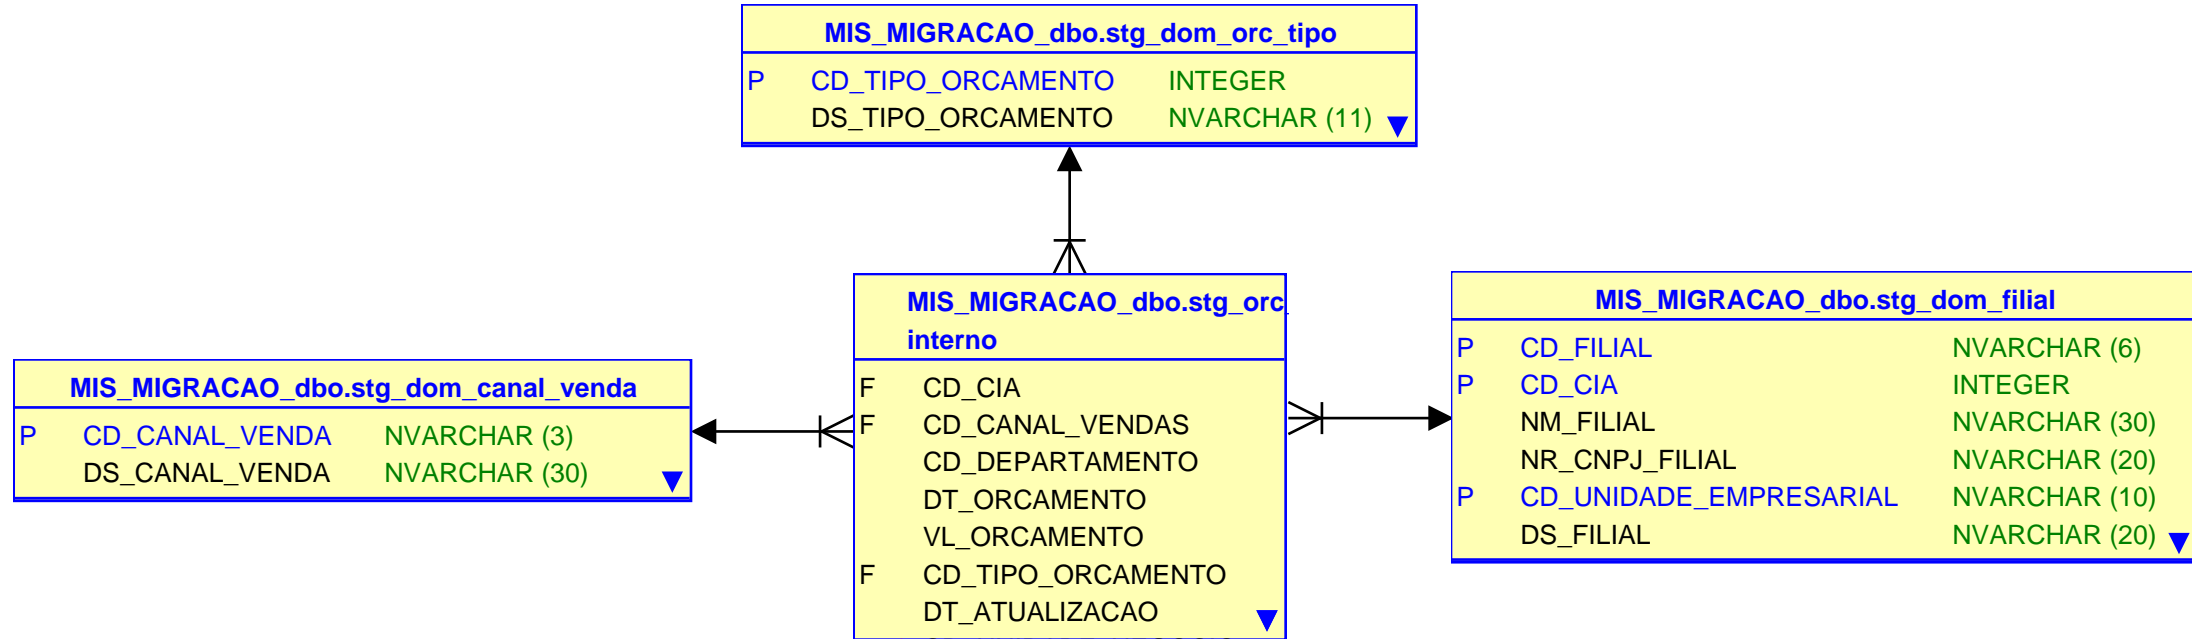 MIS_MIGRACAO_dbo.stg_dom_orc_tipo
P CD_TIPO_ORCAMENTO INTEGER
DS_TIPO_ORCAMENTO NVARCHAR (11)
MIS_MIGRACAO_dbo.stg_dom_canal_venda
P CD_CANAL_VENDA NVARCHAR (3)
DS_CANAL_VENDA NVARCHAR (30)
MIS_MIGRACAO_dbo.stg_orc_
interno
F CD_CIA
F CD_CANAL_VENDAS
CD_DEPARTAMENTO
DT_ORCAMENTO
VL_ORCAMENTO
F CD_TIPO_ORCAMENTO
DT_ATUALIZACAO
MIS_MIGRACAO_dbo.stg_dom_filial
P CD_FILIAL NVARCHAR (6)
P CD_CIA INTEGER
NM_FILIAL NVARCHAR (30)
NR_CNPJ_FILIAL NVARCHAR (20)
P CD_UNIDADE_EMPRESARIAL NVARCHAR (10)
DS_FILIAL NVARCHAR (20)